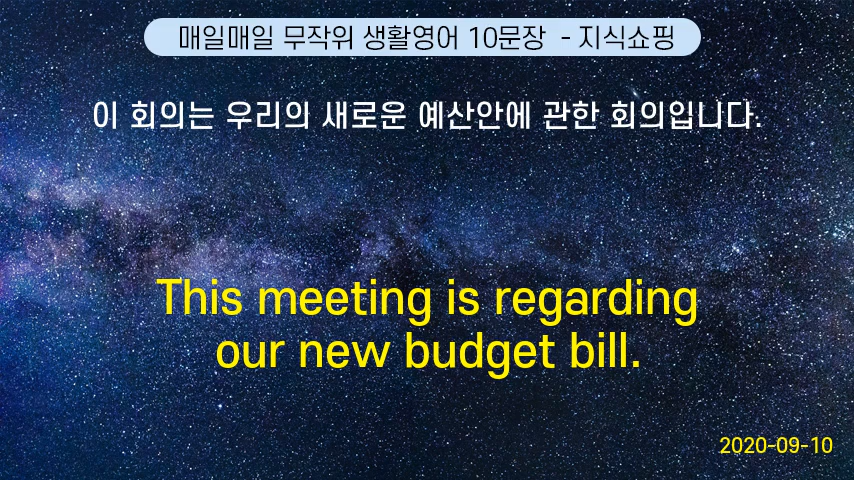 매일매일 무작위 생활영어 10문장 - 지식쇼핑
이 회의는 우리의 새로운 예산안에 관한 회의입니다.
This meeting is regarding
our new budget bill.
2020-09-10